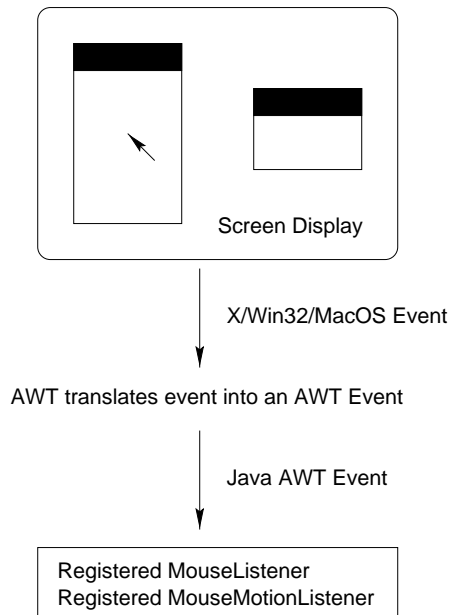 Screen Display
X/Win32/MacOS Event
AWT translates event into an AWT Event
Java AWT Event
Registered MouseListener
Registered MouseMotionListener